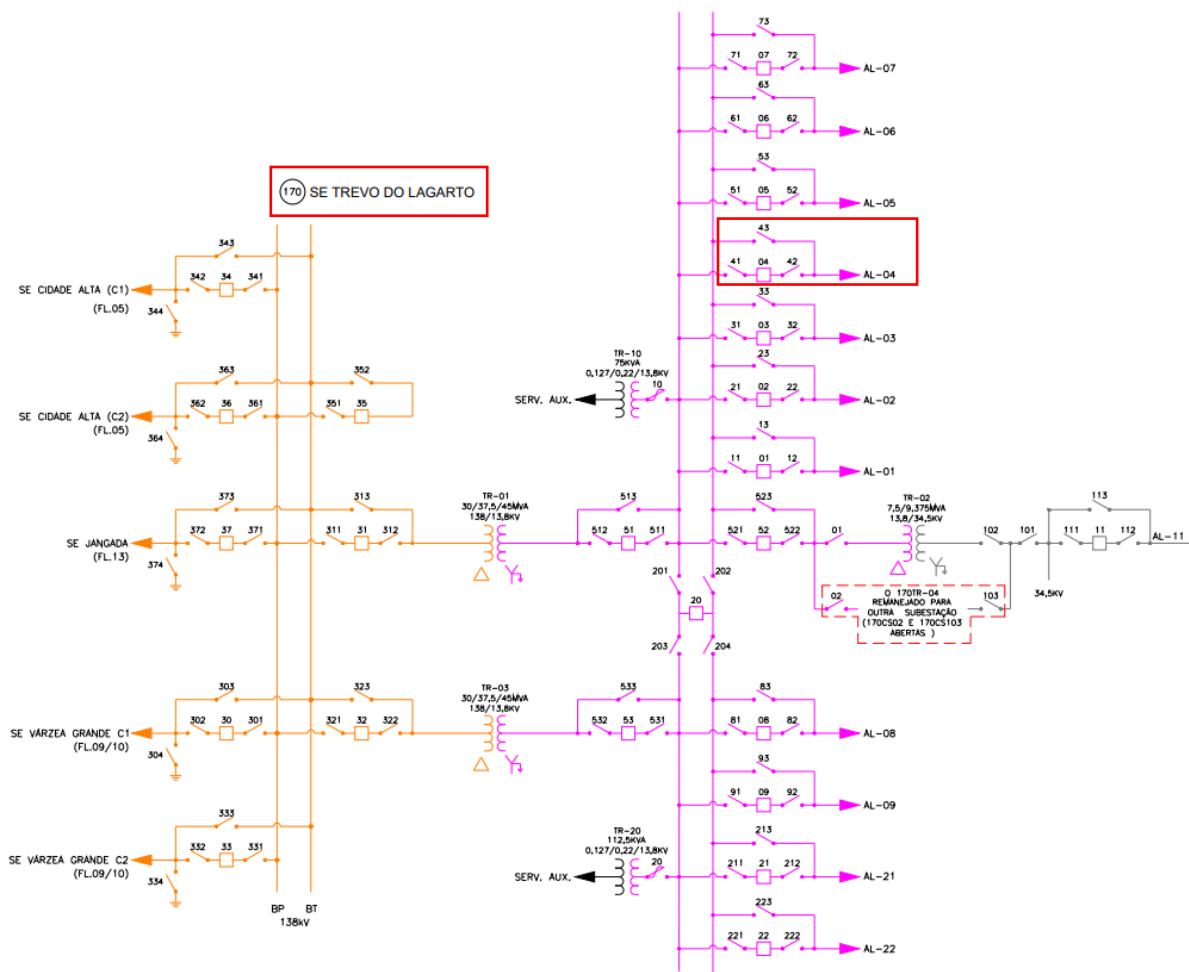 73
71 07 72
AL-07
63
61 06 62
AL-06
53
51 05 52
AL-05
170 SE TREVO DO LAGARTO
43
41 04 42
AL-04
343
342 34 341
SE CIDADE ALTA (C1)
(FL.05)
344
33
31 03 32
AL-03
TR-10
75KVA
0,127/0,22/13,8KV
10
SERV. AUX.
23
21 02 22
AL-02
363
352
362 36 361
351 35
SE CIDADE ALTA (C2)
(FL.05)
364
13
11 01 12
AL-01
373
313
372 37 371
311 31 312
SE JANGADA
(FL.13)
374
TR-01
30/37,5/45MVA
138/13,8KV
513
512 51 511
523
521 52 522
01
TR-02
7,5/9,375MVA
13,8/34,5KV
102 101
113
111 11 112
AL-11
34,5KV
201 202
20
203 204
02
O 170TR-04
REMANEJADO PARA
OUTRA SUBESTAÇÃO
(170CS02 E 170CS103
ABERTAS )
103
303
323
302 30 301
321 32 322
SE VÁRZEA GRANDE C1
(FL.09/10)
304
TR-03
30/37,5/45MVA
138/13,8KV
533
532 53 531
83
81 08 82
AL-08
93
91 09 92
AL-09
333
332 33 331
SE VÁRZEA GRANDE C2
(FL.09/10)
334
TR-20
112,5KVA
0,127/0,22/13,8KV
20
SERV. AUX.
213
211 21 212
AL-21
BP BT
138kV
223
221 22 222
AL-22